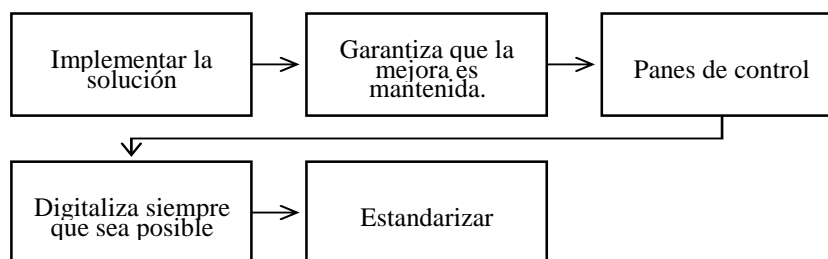 Implementar la
solución
Garantiza que la
mejora es
mantenida.
Panes de control
Digitaliza siempre
que sea posible
Estandarizar